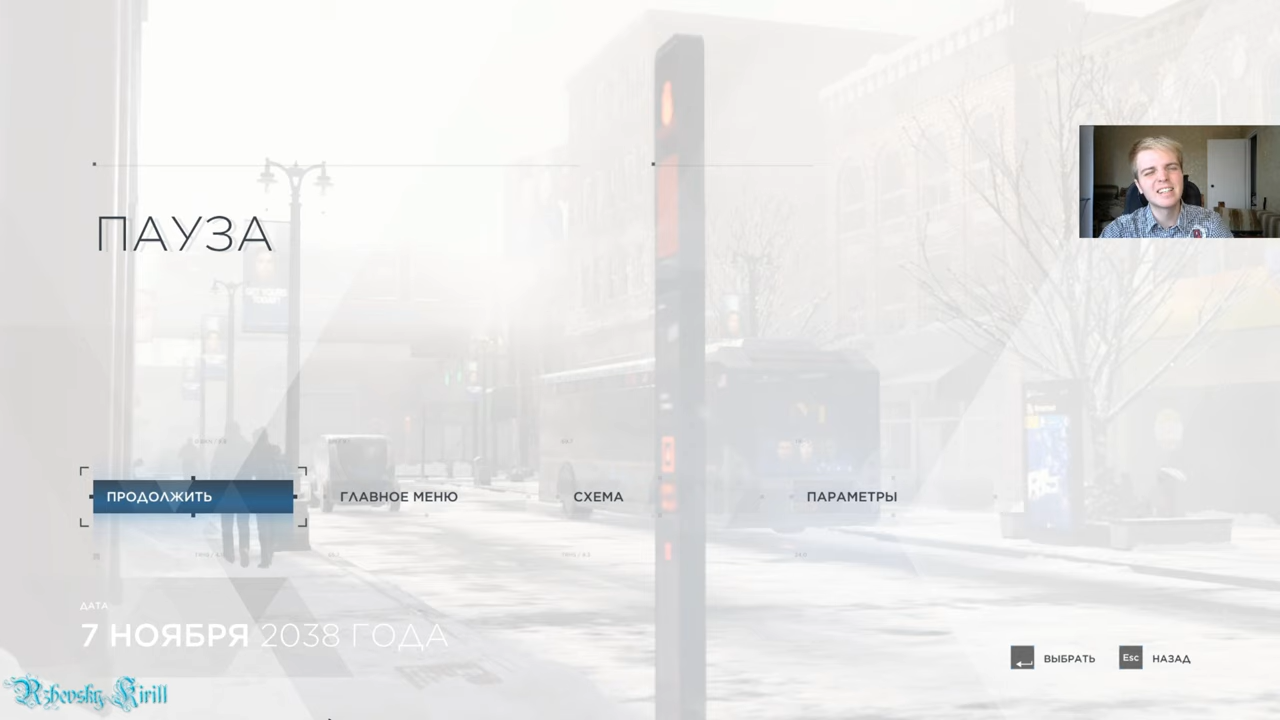 ПАУЗА
ПРОДОЛЖИТЬ
ГЛАВНОЕ МЕНЮ
СХЕМА
ПАРАМЕТРЫ
ДАТА
7 НОЯБРЯ 2038 ГОДА
ВЫБРАТЬ
Esc НАЗАД
Rzhevsky Kirill